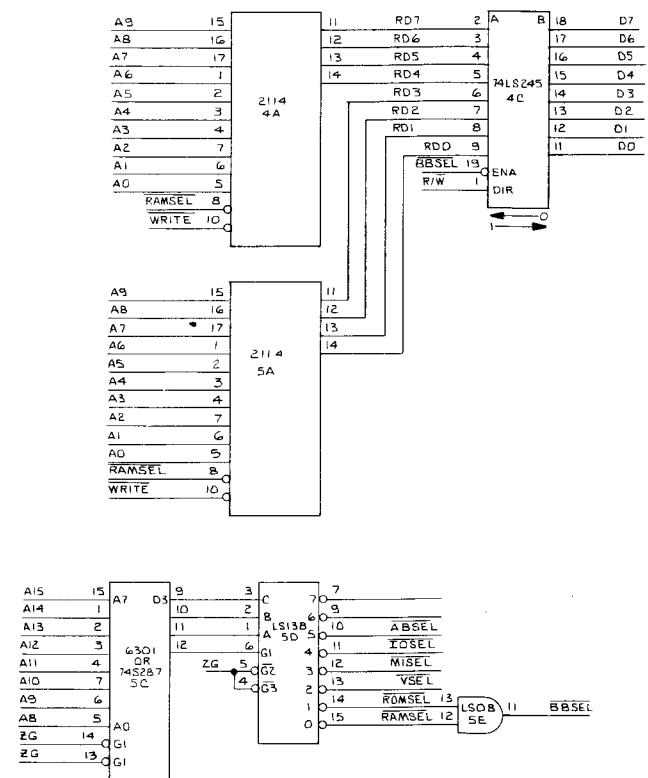 A9 15 11 RD7 2 A B 18 D7
A8 16 12 RD6 3 17 D6
A7 17 13 RD5 4 16 D5
A6 1 14 RD4 5 15 D4
A5 2 RD3 6 74LS245 14 D3
A4 3 2114 RD2 7 4C 13 D2
A3 4 4A RD1 8 12 D1
A2 7 RD0 9 11 D0
A1 6 BBSEL 19 ENA
A0 5 R/W 1 DIR
RAMSEL 8 0
WRITE 10 1
A9 15 11
A8 16 12
A7 17 13
A6 1 14
A5 2 2114
A4 3 5A
A3 4
A2 7
A1 6
A0 5
RAMSEL 8
WRITE 10
A15 15 A7 D3 9 3 C 7 7
A14 1 10 2 B 6 9
A13 2 11 1 A LS138 5 10 ABSEL
A12 3 6301 12 6 G1 5D 4 11 IOSEL
A11 4 OR ZG 5 G2 3 12 MISEL
A10 7 74S287 4 G3 2 13 VSEL
A9 6 5C 1 14 ROMSEL 13 LS08 11 BBSEL
A8 5 A0 0 15 RAMSEL 12 5E
ZG 14 G1
ZG 13 G1